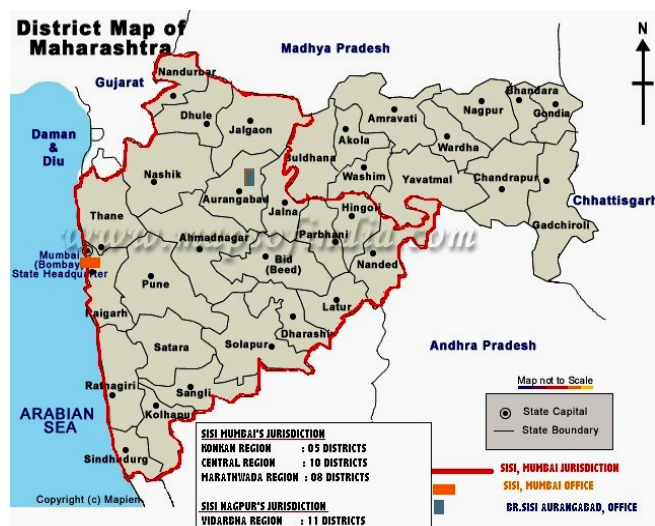 District Map of
Maharashtra
Madhya Pradesh
N
Gujarat
Nandurbar
Dhule
Jalgaon
Bhandara
Nagpur
Gondia
Amravati
Daman
&
Diu
Akola
Wardha
Buldhana
Nashik
Washim
Yavatmal
Chandrapur
Aurangabad
Chhattisgarh
Jalna
Hingoli
Thane
Gadchiroli
Parbhani
www.mapsofindia.com
Ahmadnagar
Mumbai
(Bombay)
State Headquter
Bid
(Beed)
Nanded
Pune
Raigarh
Latur
Dharashiv
Satara
Solapur
Andhra Pradesh
Map not to Scale
Ratnagiri
Sangli
ARABIAN
SEA
Kolhapur
State Capital
State Boundary
Sindhudurg
SISI MUMBAI'S JURISDICTION
KONKAN REGION : 05 DISTRICTS
CENTRAL REGION : 10 DISTRICTS
MARATHWADA REGION : 08 DISTRICTS
SISI NAGPUR'S JURISDICTION
VIDARBHA REGION : 11 DISTRICTS
SISI, MUMBAI JURISDICTION
SISI, MUMBAI OFFICE
BR.SISI AURANGABAD, OFFICE
Copyright (c) Mapien